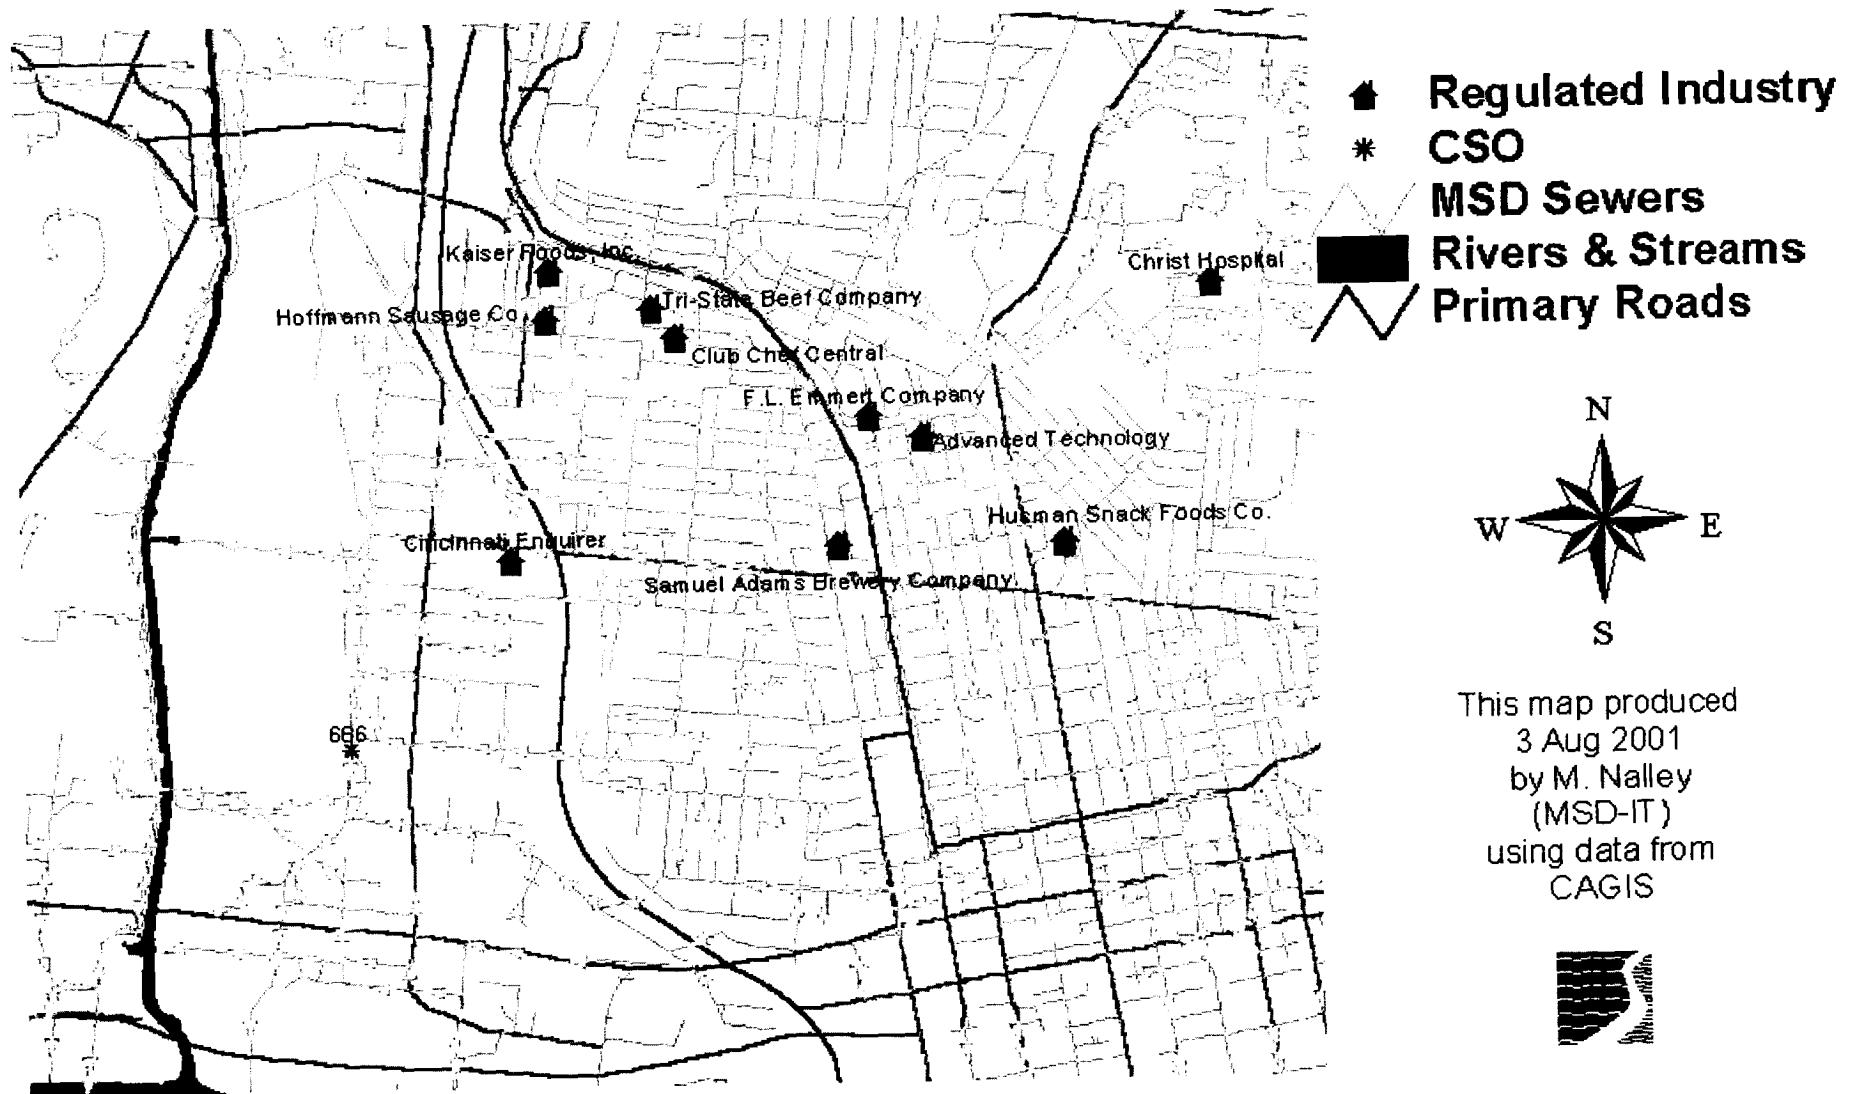 Regulated Industry
CSO
MSD Sewers
Rivers & Streams
Primary Roads
Kaiser Foods, Inc.
Christ Hospital
Tri-State Beef Company
Hoffmann Sausage Co.
Club Chef Central
F.L. Emmert Company
Advanced Technology
Husman Snack Foods Co.
Cincinnati Enquirer
Samuel Adams Brewery Company
N
W
E
S
This map produced
3 Aug 2001
by M. Nalley
(MSD-IT)
using data from
CAGIS